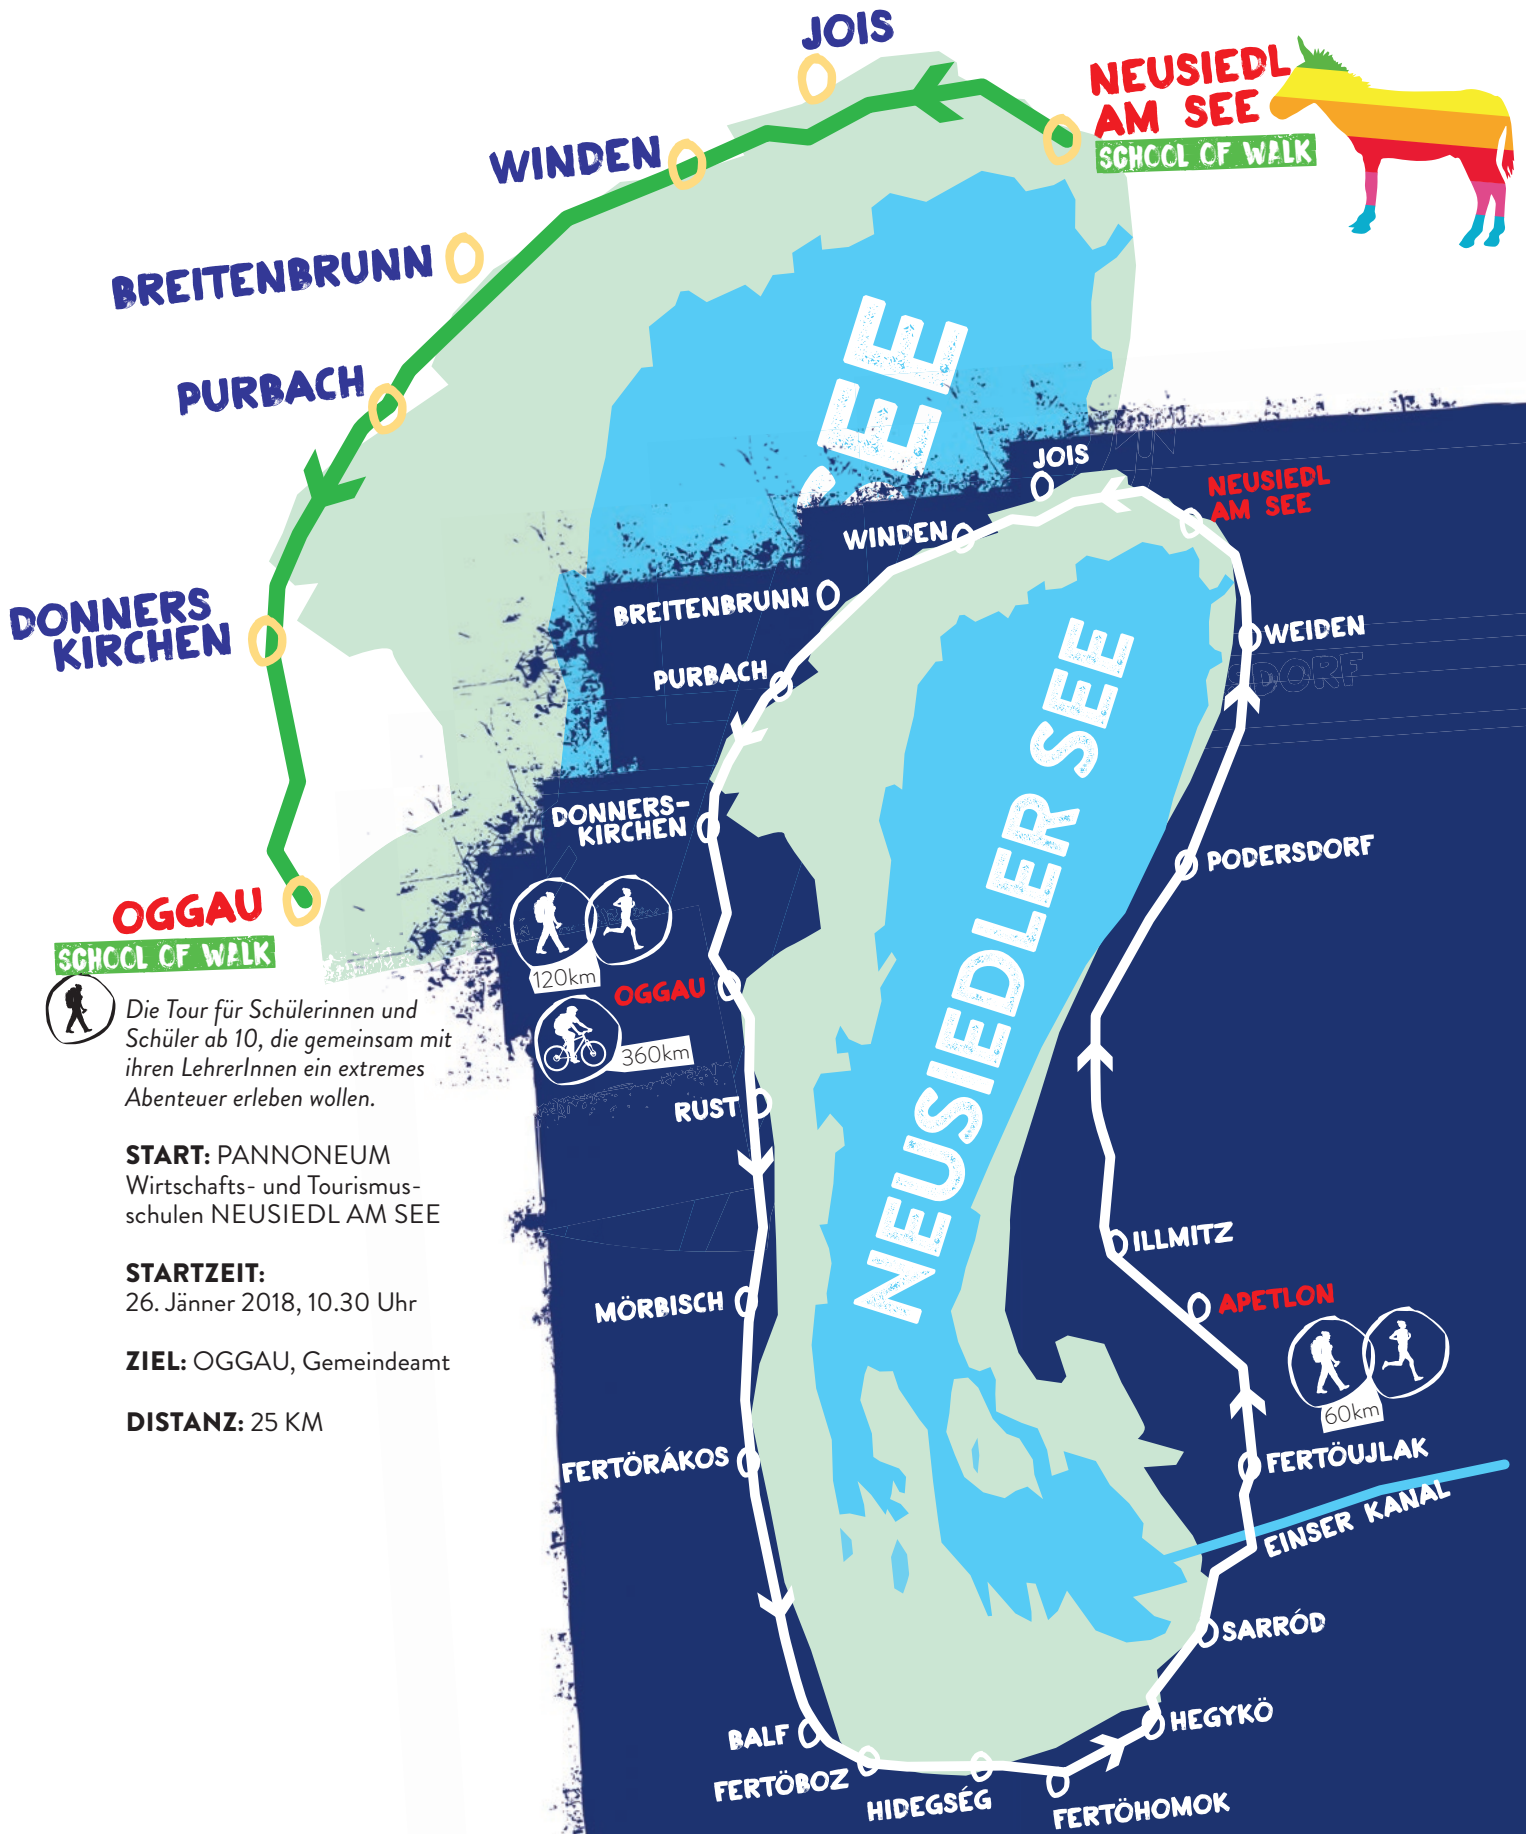 JOIS
NEUSIEDL
AM SEE
SCHOOL OF WALK
WINDEN
BREITENBRUNN
PURBACH
DONNERS
KIRCHEN
OGGAU
SCHOOL OF WALK
SEE
Die Tour für Schülerinnen und
Schüler ab 10, die gemeinsam mit
ihren LehrerInnen ein extremes
Abenteuer erleben wollen.
START: PANNONEUM
Wirtschafts- und Tourismus-
schulen NEUSIEDL AM SEE
STARTZEIT:
26. Jänner 2018, 10.30 Uhr
ZIEL: OGGAU, Gemeindeamt
DISTANZ: 25 KM
JOIS
NEUSIEDL
AM SEE
WINDEN
BREITENBRUNN
WEIDEN
DORF
PURBACH
DONNERS-
KIRCHEN
PODERSDORF
120km
OGGAU
360km
RUST
NEUSIEDLER SEE
ILLMITZ
MÖRBISCH
APETLON
60km
FERTÖRÁKOS
FERTÖUJLAK
EINSER KANAL
SARRÓD
HEGYKÖ
BALF
FERTÖBOZ
HIDEGSÉG
FERTÖHOMOK